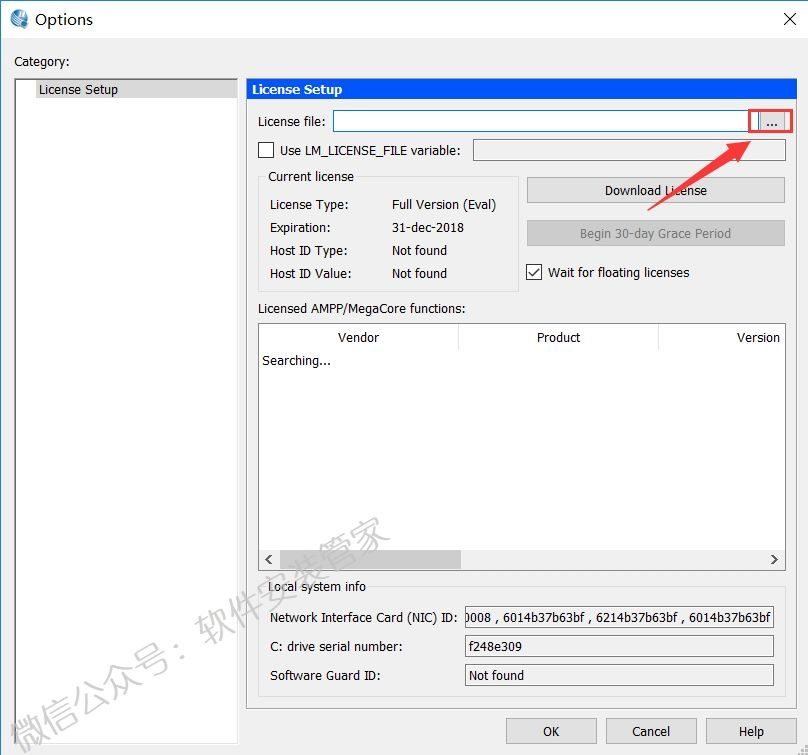 Options
Category:
License Setup
License Setup
License file:
...
Use LM_LICENSE_FILE variable:
Current license
License Type: Full Version (Eval)
Expiration: 31-dec-2018
Host ID Type: Not found
Host ID Value: Not found
Download License
Begin 30-day Grace Period
Wait for floating licenses
Licensed AMPP/MegaCore functions:
Vendor Product Version
Searching...
Local system info
Network Interface Card (NIC) ID: 0008 , 6014b37b63bf , 6214b37b63bf , 6014b37b63bf
C: drive serial number: f248e309
Software Guard ID: Not found
OK Cancel Help
微信公众号：软件安装管家